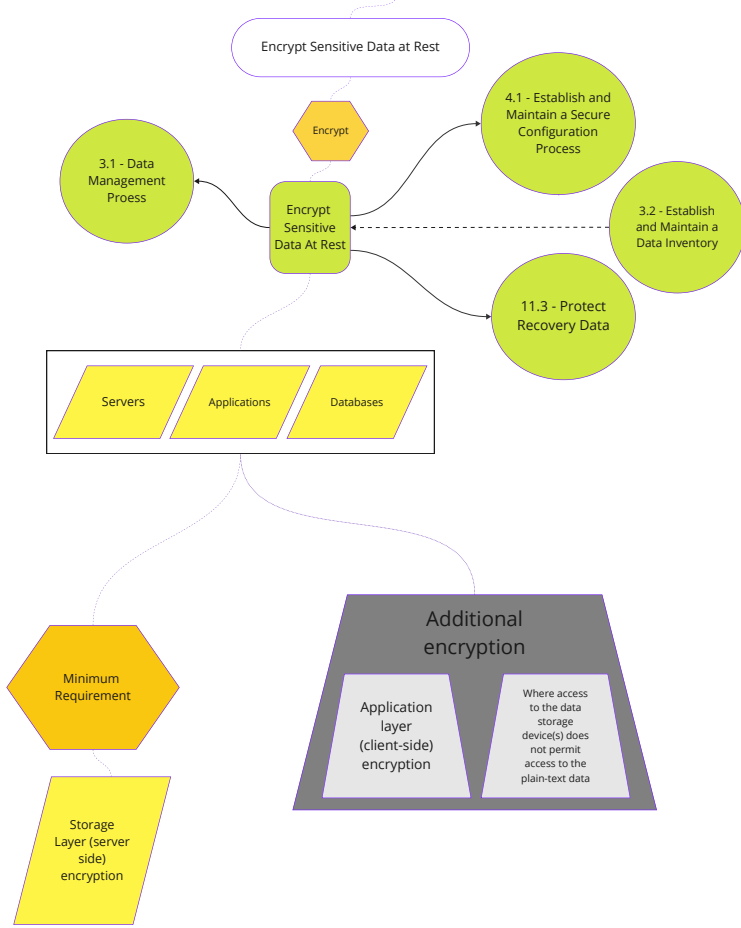 Encrypt Sensitive Data at Rest
Encrypt
4.1 - Establish and
Maintain a Secure
Configuration
Process
3.1 - Data
Management
Proess
Encrypt
Sensitive
Data At Rest
3.2 - Establish
and Maintain a
Data Inventory
11.3 - Protect
Recovery Data
Servers
Applications
Databases
Additional
encryption
Minimum
Requirement
Application
layer
(client-side)
encryption
Where access
to the data
storage
device(s) does
not permit
access to the
plain-text data
Storage
Layer (server
side)
encryption